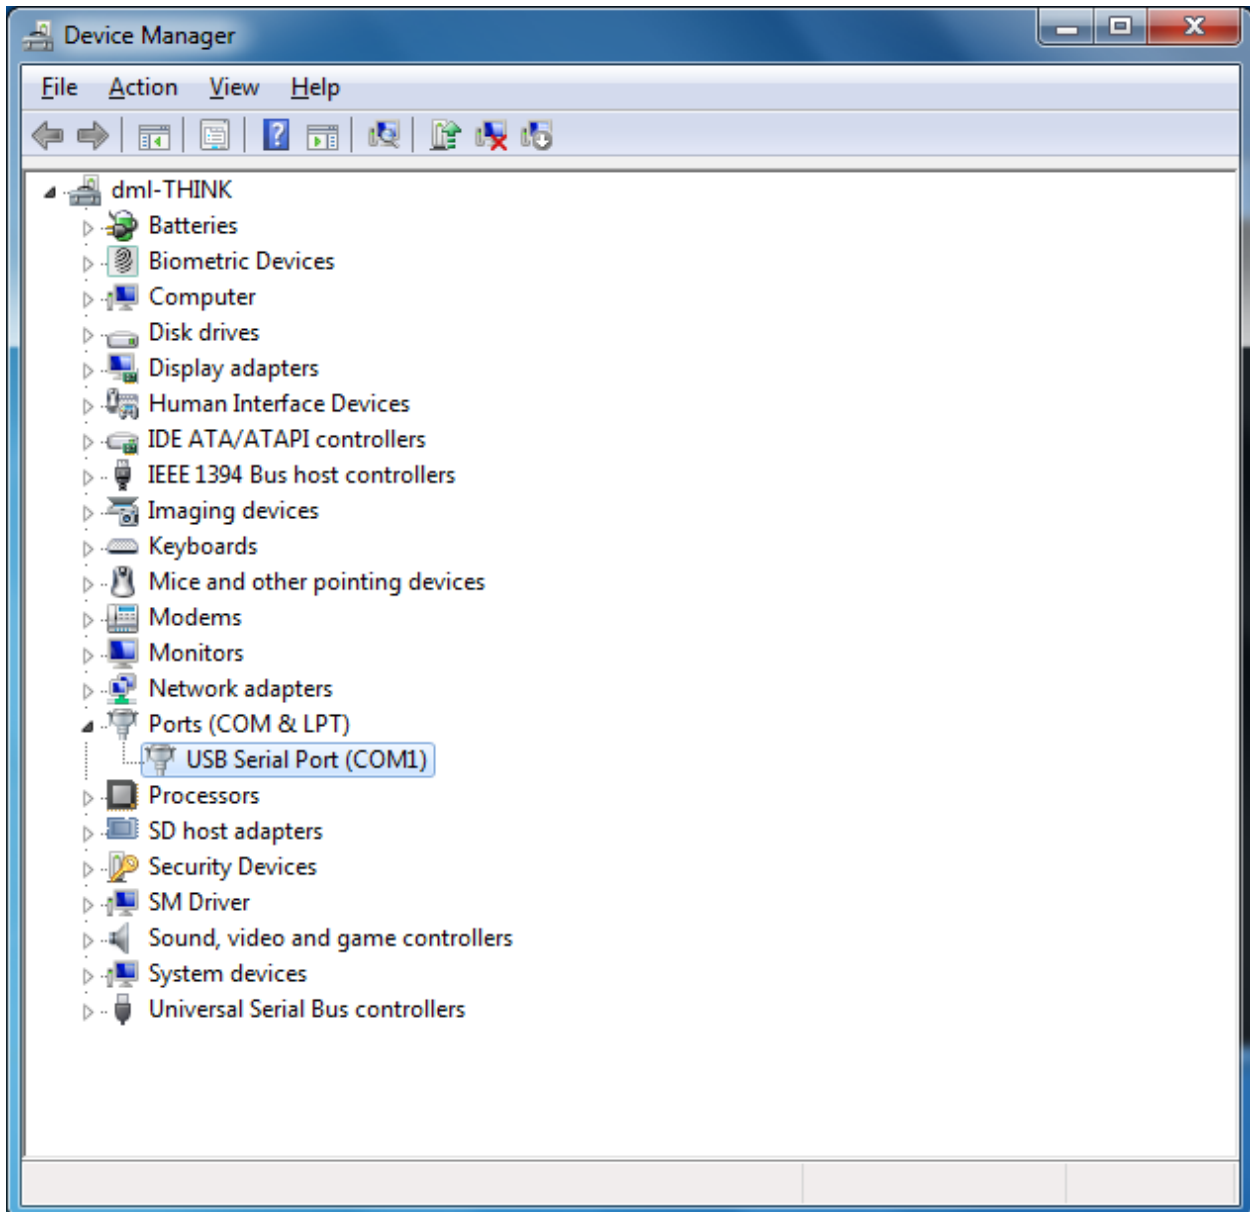 Device Manager
File Action View Help
dml-THINK
Batteries
Biometric Devices
Computer
Disk drives
Display adapters
Human Interface Devices
IDE ATA/ATAPI controllers
IEEE 1394 Bus host controllers
Imaging devices
Keyboards
Mice and other pointing devices
Modems
Monitors
Network adapters
Ports (COM & LPT)
USB Serial Port (COM1)
Processors
SD host adapters
Security Devices
SM Driver
Sound, video and game controllers
System devices
Universal Serial Bus controllers